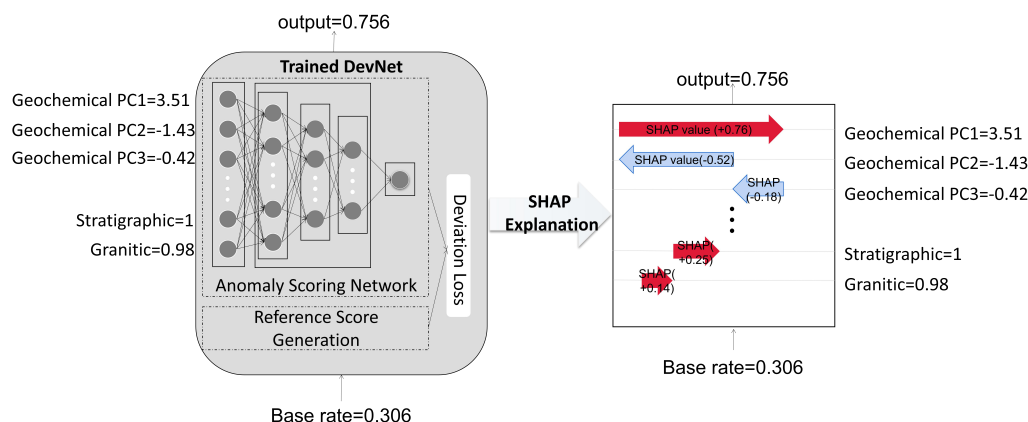 output=0.756
Trained DevNet
Geochemical PC1=3.51
Geochemical PC2=-1.43
Geochemical PC3=-0.42
Stratigraphic=1
Granitic=0.98
Anomaly Scoring Network
Reference Score
Generation
Deviation Loss
Base rate=0.306
SHAP
Explanation
output=0.756
SHAP value (+0.76)
SHAP value(-0.52)
SHAP
(-0.18)
SHAP(
+0.25)
SHAP(
+0.14)
Geochemical PC1=3.51
Geochemical PC2=-1.43
Geochemical PC3=-0.42
Stratigraphic=1
Granitic=0.98
Base rate=0.306